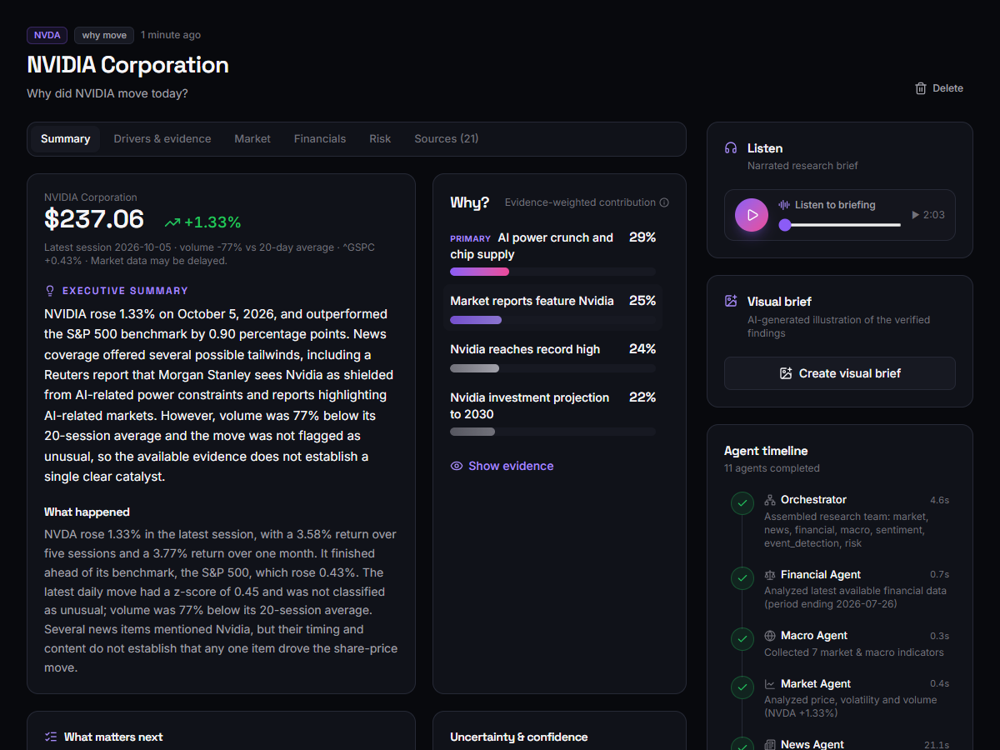 NVDA why move 1 minute ago
NVIDIA Corporation
Why did NVIDIA move today?
Delete
Summary Drivers & evidence Market Financials Risk Sources (21)
NVIDIA Corporation
$237.06 +1.33%
Latest session 2026-10-05 · volume -77% vs 20-day average · ^GSPC
+0.43% · Market data may be delayed.
EXECUTIVE SUMMARY
NVIDIA rose 1.33% on October 5, 2026, and outperformed
the S&P 500 benchmark by 0.90 percentage points. News
coverage offered several possible tailwinds, including a
Reuters report that Morgan Stanley sees Nvidia as shielded
from AI-related power constraints and reports highlighting
AI-related markets. However, volume was 77% below its
20-session average and the move was not flagged as
unusual, so the available evidence does not establish a
single clear catalyst.
What happened
NVDA rose 1.33% in the latest session, with a 3.58% return over
five sessions and a 3.77% return over one month. It finished
ahead of its benchmark, the S&P 500, which rose 0.43%. The
latest daily move had a z-score of 0.45 and was not classified
as unusual; volume was 77% below its 20-session average.
Several news items mentioned Nvidia, but their timing and
content do not establish that any one item drove the share-price
move.
Why? Evidence-weighted contribution
PRIMARY AI power crunch and 29%
chip supply
Market reports feature Nvidia 25%
Nvidia reaches record high 24%
Nvidia investment projection 22%
to 2030
Show evidence
What matters next
Uncertainty & confidence
Listen
Narrated research brief
Listen to briefing
2:03
Visual brief
AI-generated illustration of the verified
findings
Create visual brief
Agent timeline
11 agents completed
Orchestrator 4.6s
Assembled research team: market,
news, financial, macro, sentiment,
event_detection, risk
Financial Agent 0.7s
Analyzed latest available financial data
(period ending 2026-07-26)
Macro Agent 0.3s
Collected 7 market & macro indicators
Market Agent 0.4s
Analyzed price, volatility and volume
(NVDA +1.33%)
News Agent 21.1s